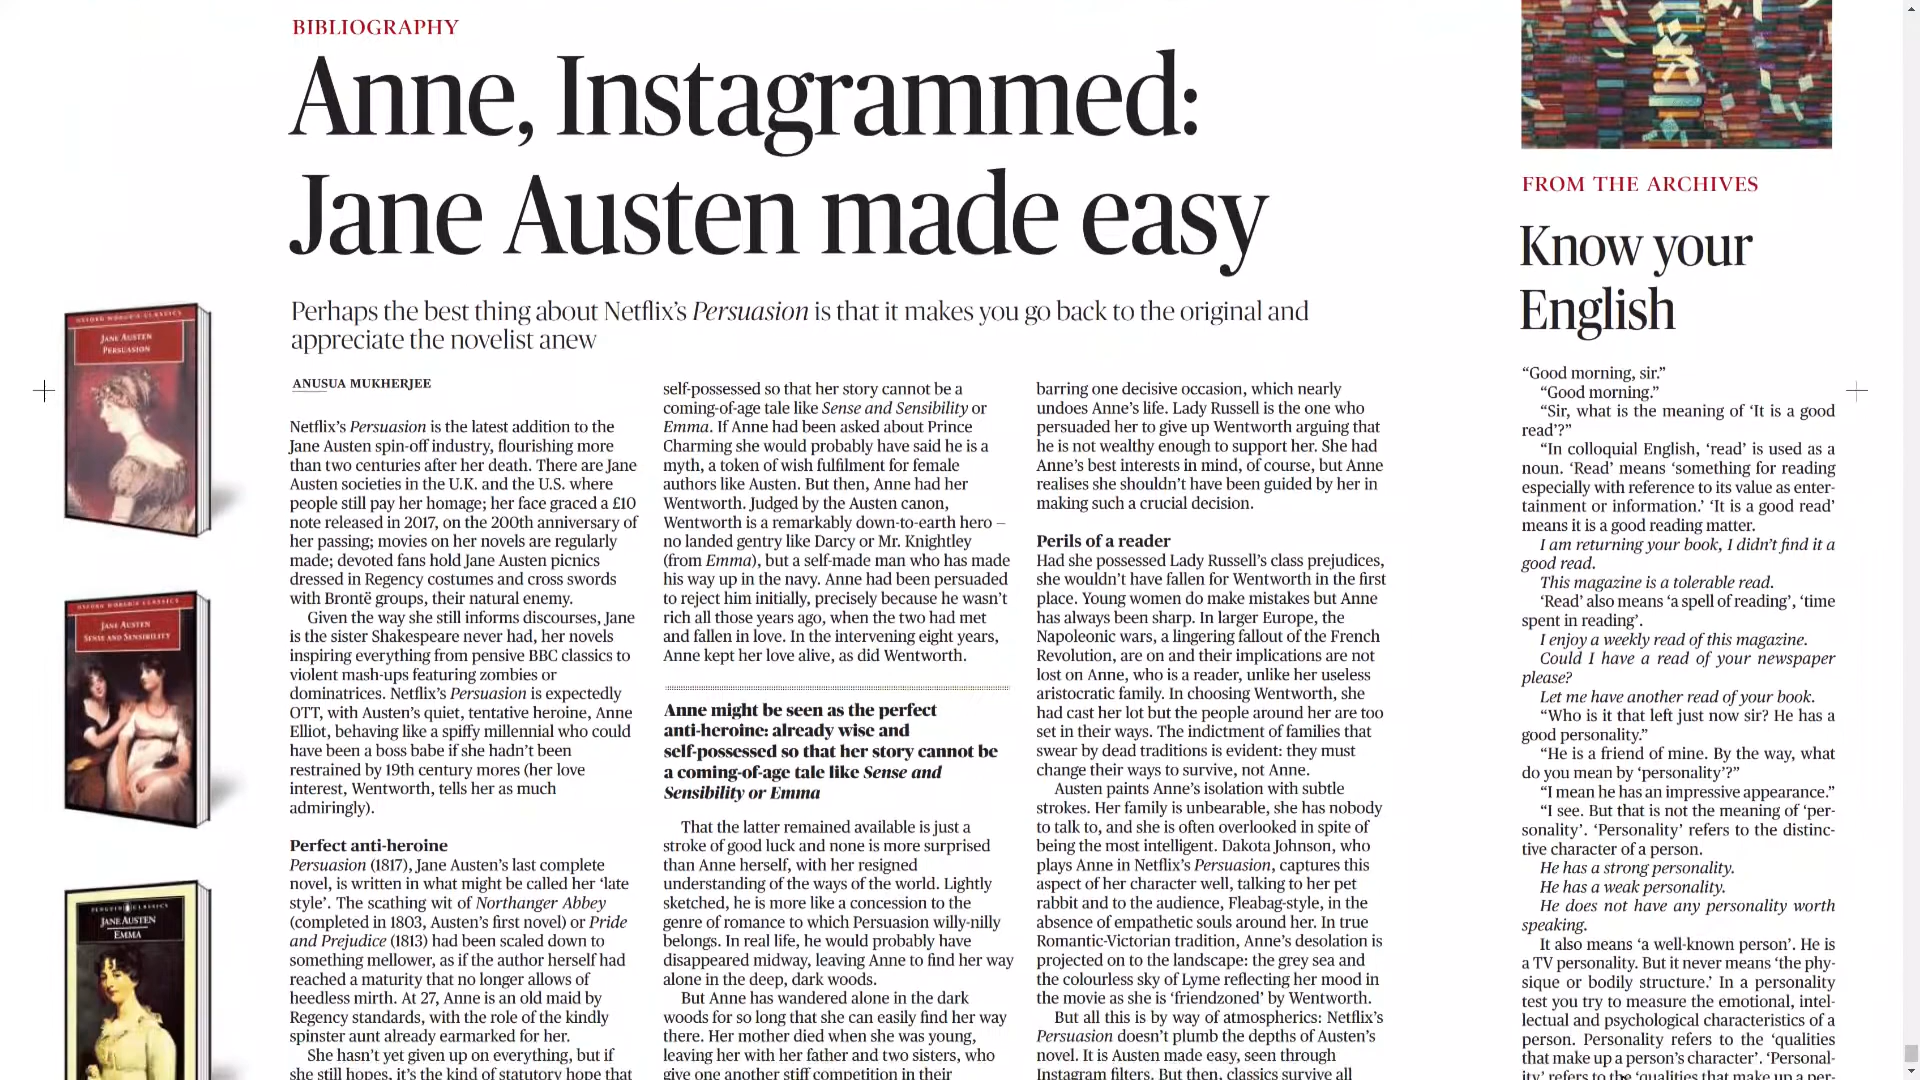 BIBLIOGRAPHY
Anne, Instagrammed:
Jane Austen made easy
Perhaps the best thing about Netflix's Persuasion is that it makes you go back to the original and
appreciate the novelist anew
OXFORD WORLD'S CLASSICS
JANE AUSTEN
PERSUASION
OXFORD WORLD'S CLASSICS
JANE AUSTEN
SENSE AND SENSIBILITY
PENGUIN CLASSICS
JANE AUSTEN
EMMA
ANUSUA MUKHERJEE
Netflix's Persuasion is the latest addition to the
Jane Austen spin-off industry, flourishing more
than two centuries after her death. There are Jane
Austen societies in the U.K. and the U.S. where
people still pay her homage; her face graced a £10
note released in 2017, on the 200th anniversary of
her passing; movies on her novels are regularly
made; devoted fans hold Jane Austen picnics
dressed in Regency costumes and cross swords
with Brontë groups, their natural enemy.
Given the way she still informs discourses, Jane
is the sister Shakespeare never had, her novels
inspiring everything from pensive BBC classics to
violent mash-ups featuring zombies or
dominatrices. Netflix's Persuasion is expectedly
OTT, with Austen's quiet, tentative heroine, Anne
Elliot, behaving like a spiffy millennial who could
have been a boss babe if she hadn't been
restrained by 19th century mores (her love
interest, Wentworth, tells her as much
admiringly).
Perfect anti-heroine
Persuasion (1817), Jane Austen's last complete
novel, is written in what might be called her 'late
style'. The scathing wit of Northanger Abbey
(completed in 1803, Austen's first novel) or Pride
and Prejudice (1813) had been scaled down to
something mellower, as if the author herself had
reached a maturity that no longer allows of
heedless mirth. At 27, Anne is an old maid by
Regency standards, with the role of the kindly
spinster aunt already earmarked for her.
She hasn't yet given up on everything, but if
she still hopes, it's the kind of statutory hope that
self-possessed so that her story cannot be a
coming-of-age tale like Sense and Sensibility or
Emma. If Anne had been asked about Prince
Charming she would probably have said he is a
myth, a token of wish fulfilment for female
authors like Austen. But then, Anne had her
Wentworth. Judged by the Austen canon,
Wentworth is a remarkably down-to-earth hero –
no landed gentry like Darcy or Mr. Knightley
(from Emma), but a self-made man who has made
his way up in the navy. Anne had been persuaded
to reject him initially, precisely because he wasn't
rich all those years ago, when the two had met
and fallen in love. In the intervening eight years,
Anne kept her love alive, as did Wentworth.
Anne might be seen as the perfect
anti-heroine: already wise and
self-possessed so that her story cannot be
a coming-of-age tale like Sense and
Sensibility or Emma
That the latter remained available is just a
stroke of good luck and none is more surprised
than Anne herself, with her resigned
understanding of the ways of the world. Lightly
sketched, he is more like a concession to the
genre of romance to which Persuasion willy-nilly
belongs. In real life, he would probably have
disappeared midway, leaving Anne to find her way
alone in the deep, dark woods.
But Anne has wandered alone in the dark
woods for so long that she can easily find her way
there. Her mother died when she was young,
leaving her with her father and two sisters, who
give one another stiff competition in their
barring one decisive occasion, which nearly
undoes Anne's life. Lady Russell is the one who
persuaded her to give up Wentworth arguing that
he is not wealthy enough to support her. She had
Anne's best interests in mind, of course, but Anne
realises she shouldn't have been guided by her in
making such a crucial decision.
Perils of a reader
Had she possessed Lady Russell's class prejudices,
she wouldn't have fallen for Wentworth in the first
place. Young women do make mistakes but Anne
has always been sharp. In larger Europe, the
Napoleonic wars, a lingering fallout of the French
Revolution, are on and their implications are not
lost on Anne, who is a reader, unlike her useless
aristocratic family. In choosing Wentworth, she
had cast her lot but the people around her are too
set in their ways. The indictment of families that
swear by dead traditions is evident: they must
change their ways to survive, not Anne.
Austen paints Anne's isolation with subtle
strokes. Her family is unbearable, she has nobody
to talk to, and she is often overlooked in spite of
being the most intelligent. Dakota Johnson, who
plays Anne in Netflix's Persuasion, captures this
aspect of her character well, talking to her pet
rabbit and to the audience, Fleabag-style, in the
absence of empathetic souls around her. In true
Romantic-Victorian tradition, Anne's desolation is
projected on to the landscape: the grey sea and
the colourless sky of Lyme reflecting her mood in
the movie as she is 'friendzoned' by Wentworth.
But all this is by way of atmospherics: Netflix's
Persuasion doesn't plumb the depths of Austen's
novel. It is Austen made easy, seen through
Instagram filters. But then, classics survive all
FROM THE ARCHIVES
Know your
English
"Good morning, sir."
"Good morning."
"Sir, what is the meaning of 'It is a good
read'?"
"In colloquial English, 'read' is used as a
noun. 'Read' means 'something for reading
especially with reference to its value as enter-
tainment or information.' 'It is a good read'
means it is a good reading matter.
I am returning your book, I didn't find it a
good read.
This magazine is a tolerable read.
'Read' also means 'a spell of reading', 'time
spent in reading'.
I enjoy a weekly read of this magazine.
Could I have a read of your newspaper
please?
Let me have another read of your book.
"Who is it that left just now sir? He has a
good personality."
"He is a friend of mine. By the way, what
do you mean by 'personality'?"
"I mean he has an impressive appearance."
"I see. But that is not the meaning of 'per-
sonality'. 'Personality' refers to the distinc-
tive character of a person.
He has a strong personality.
He has a weak personality.
He does not have any personality worth
speaking.
It also means 'a well-known person'. He is
a TV personality. But it never means 'the phy-
sique or bodily structure.' In a personality
test you try to measure the emotional, intel-
lectual and psychological characteristics of a
person. Personality refers to the 'qualities
that make up a person's character'. 'Personal-
ity' refers to the 'qualities that make up a per-